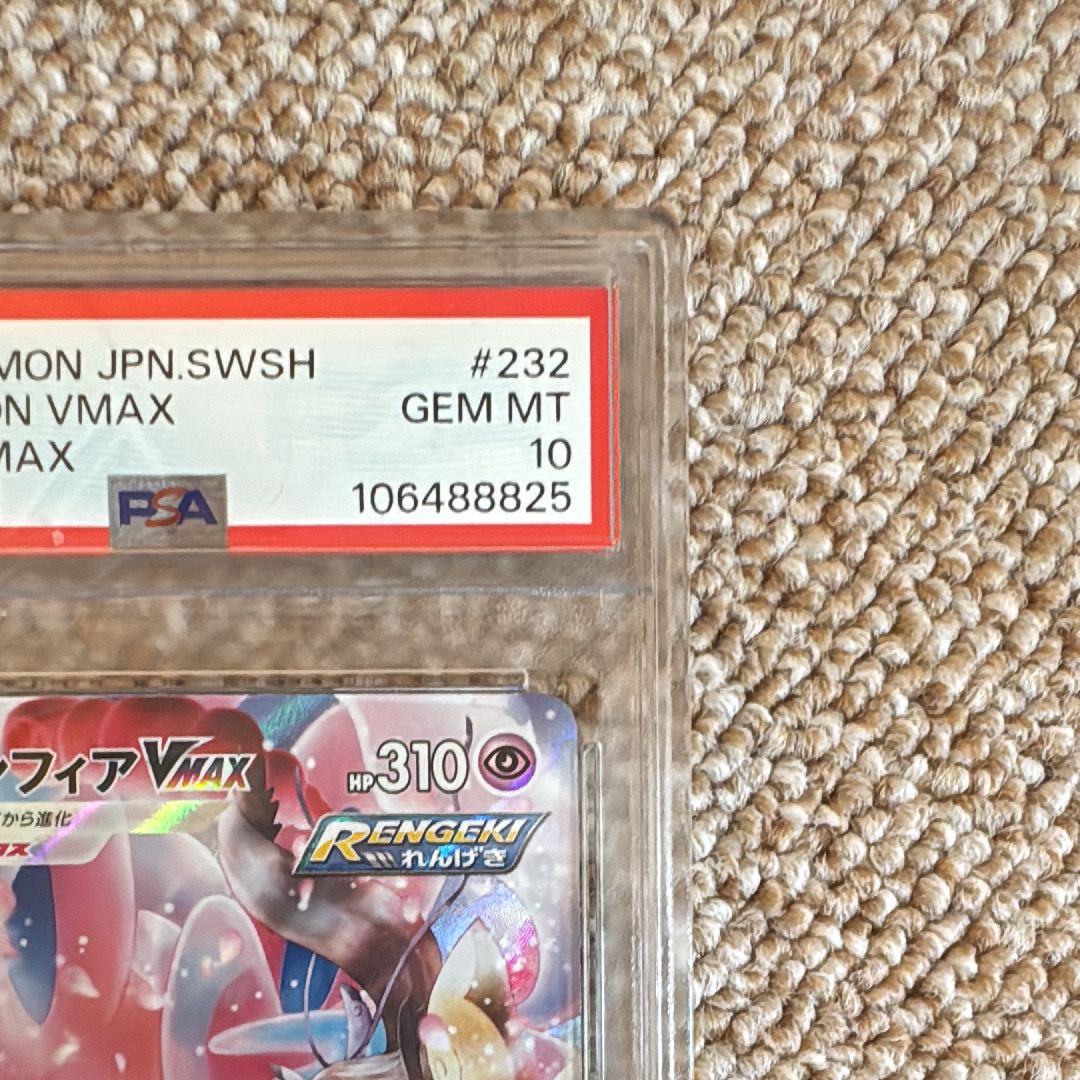 MON JPN.SWSH #232
ON VMAX GEM MT
MAX 10
PSA 106488825
ンフィアVMAX HP310
から進化
RENGEKI
れんげき